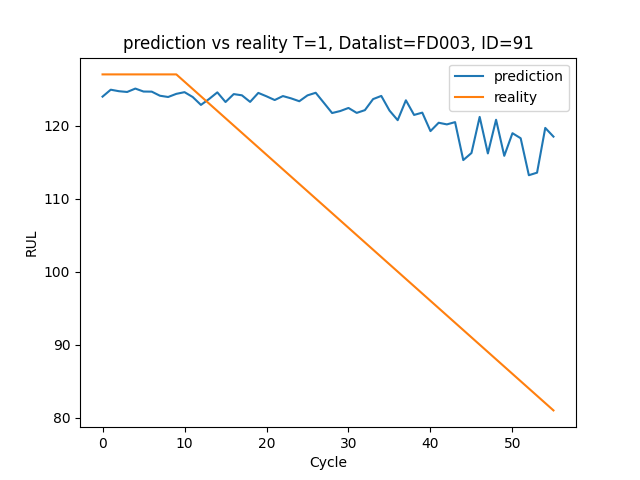 prediction vs reality T=1, Datalist=FD003, ID=91
prediction
reality
RUL
120
110
100
90
80
0 10 20 30 40 50
Cycle